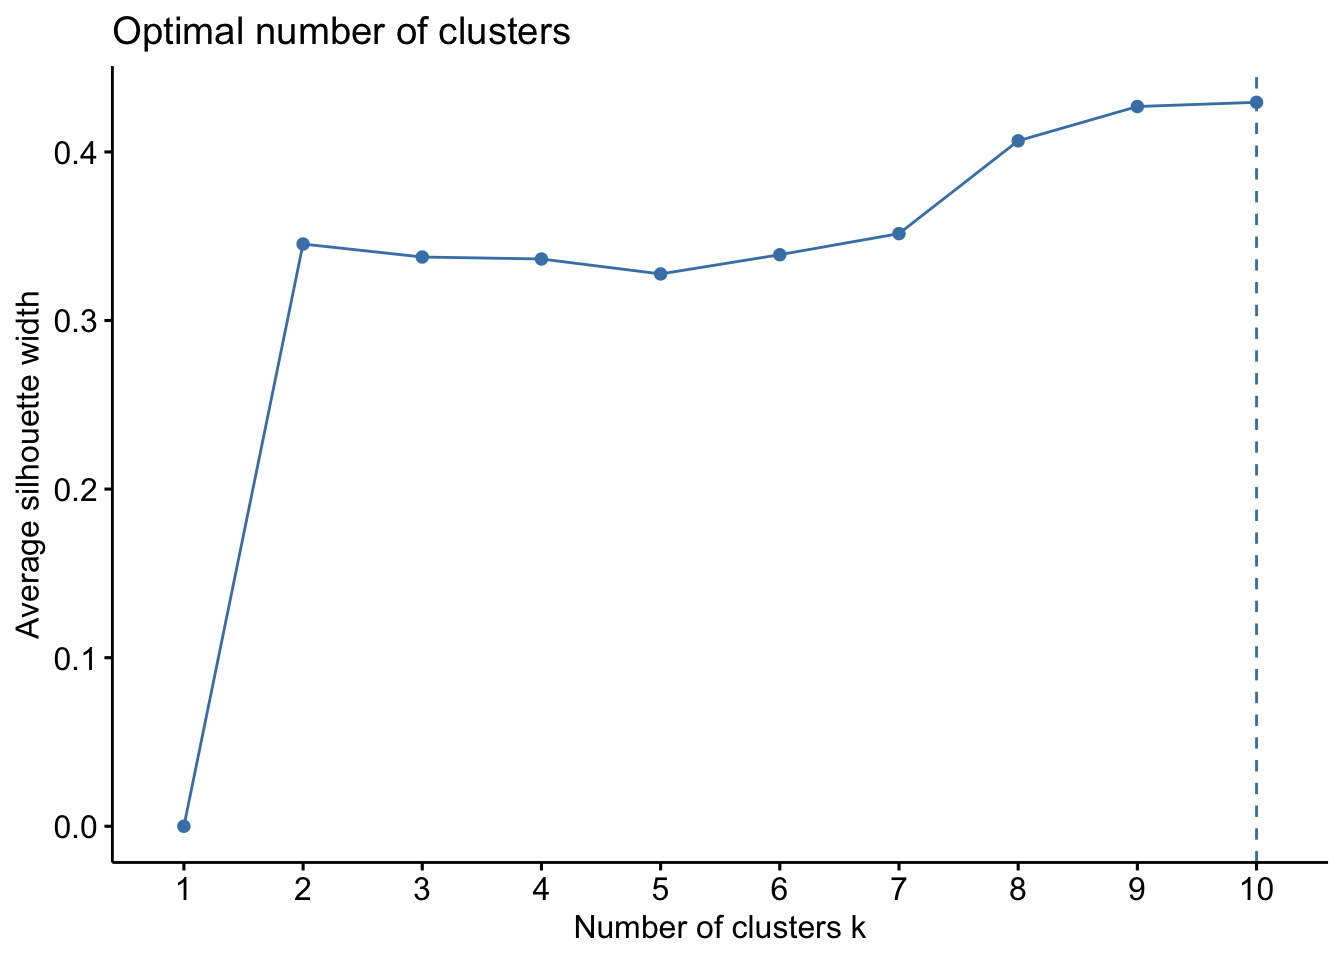 Optimal number of clusters
Average silhouette width
0.4
0.3
0.2
0.1
0.0
1 2 3 4 5 6 7 8 9 10
Number of clusters k